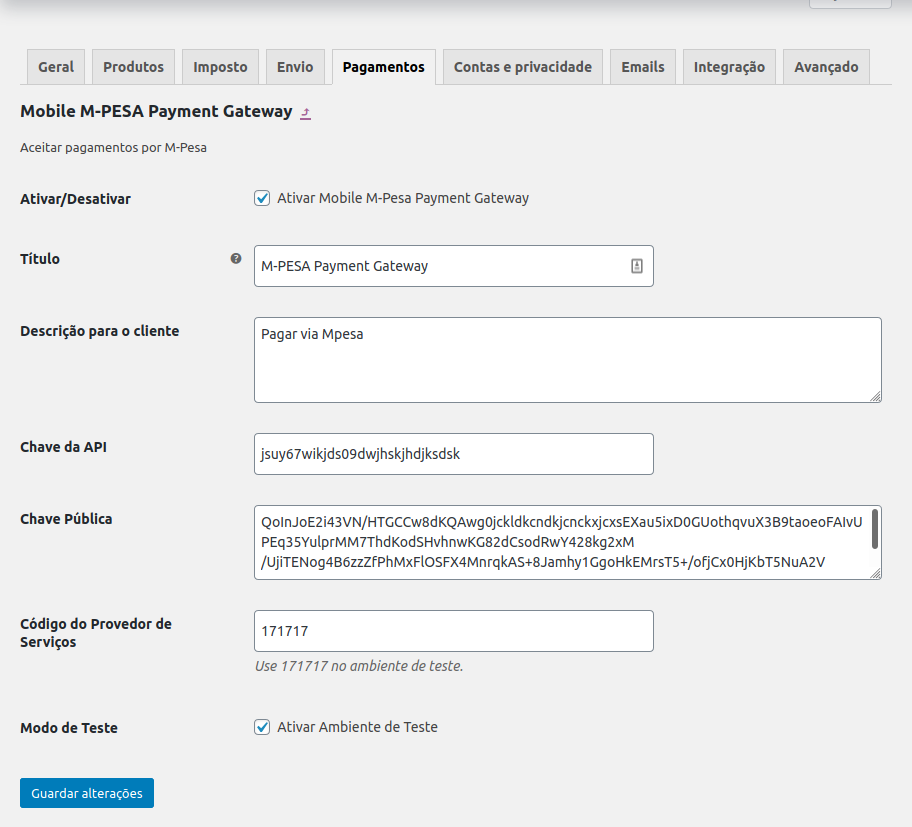 Geral Produtos Imposto Envio Pagamentos Contas e privacidade Emails Integração Avançado
Mobile M-PESA Payment Gateway
Aceitar pagamentos por M-Pesa
Ativar/Desativar Ativar Mobile M-Pesa Payment Gateway
Título M-PESA Payment Gateway
Descrição para o cliente Pagar via Mpesa
Chave da API jsuy67wikjds09dwjhskjhdjksdsk
Chave Pública QoInJoE2i43VN/HTGCCw8dKQAwg0jckldkcndkjcnckxjcxsEXau5ixD0GUothqvuX3B9taoeoFAIvU
PEq35YulprMM7ThdKodSHvhnwKG82dCsodRwY428kg2xM
/UjiTENog4B6zzZfPhMxFlOSFX4MnrqkAS+8Jamhy1GgoHkEMrsT5+/ofjCx0HjKbT5NuA2V
Código do Provedor de
Serviços 171717
Use 171717 no ambiente de teste.
Modo de Teste Ativar Ambiente de Teste
Guardar alterações